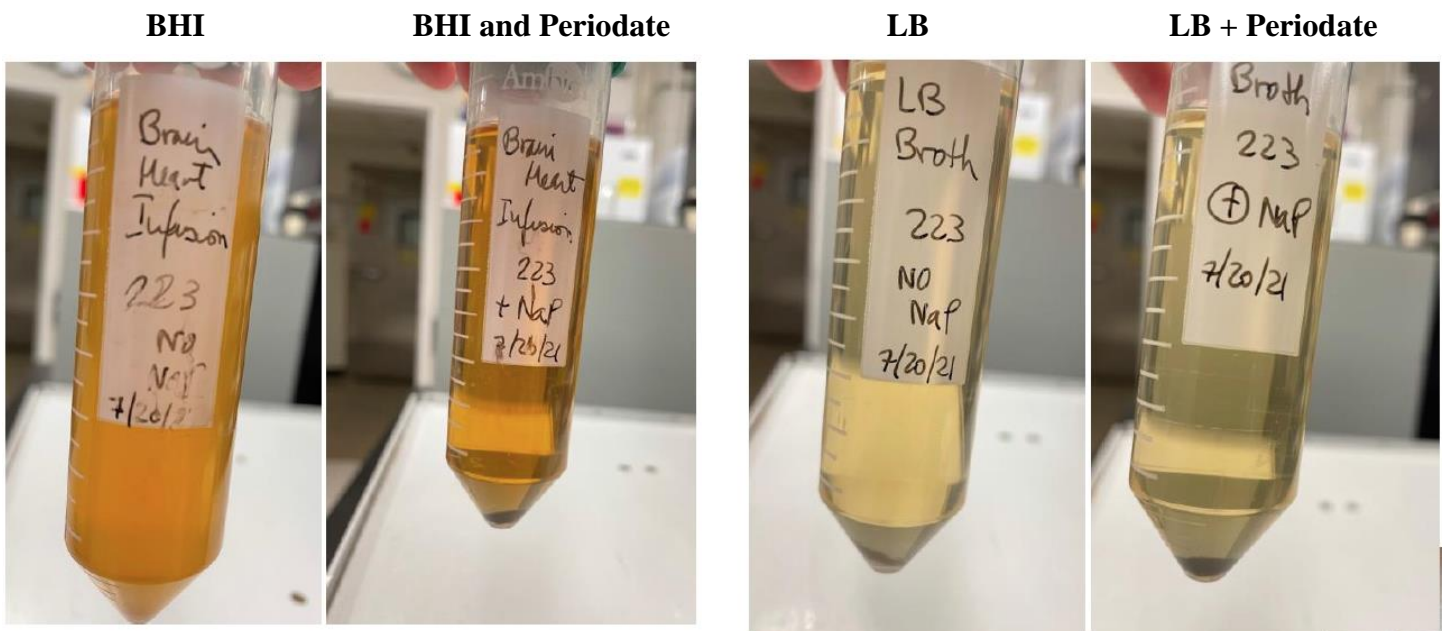 BHI
BHI and Periodate
LB
LB + Periodate
Brain
Heart
Infusion
223
No
NaP
7/20/2
Brain
Heart
Infusion
223
+ NaP
7/20/21
LB
Broth
223
NO
NaP
7/20/21
Broth
223
+ NaP
7/20/21